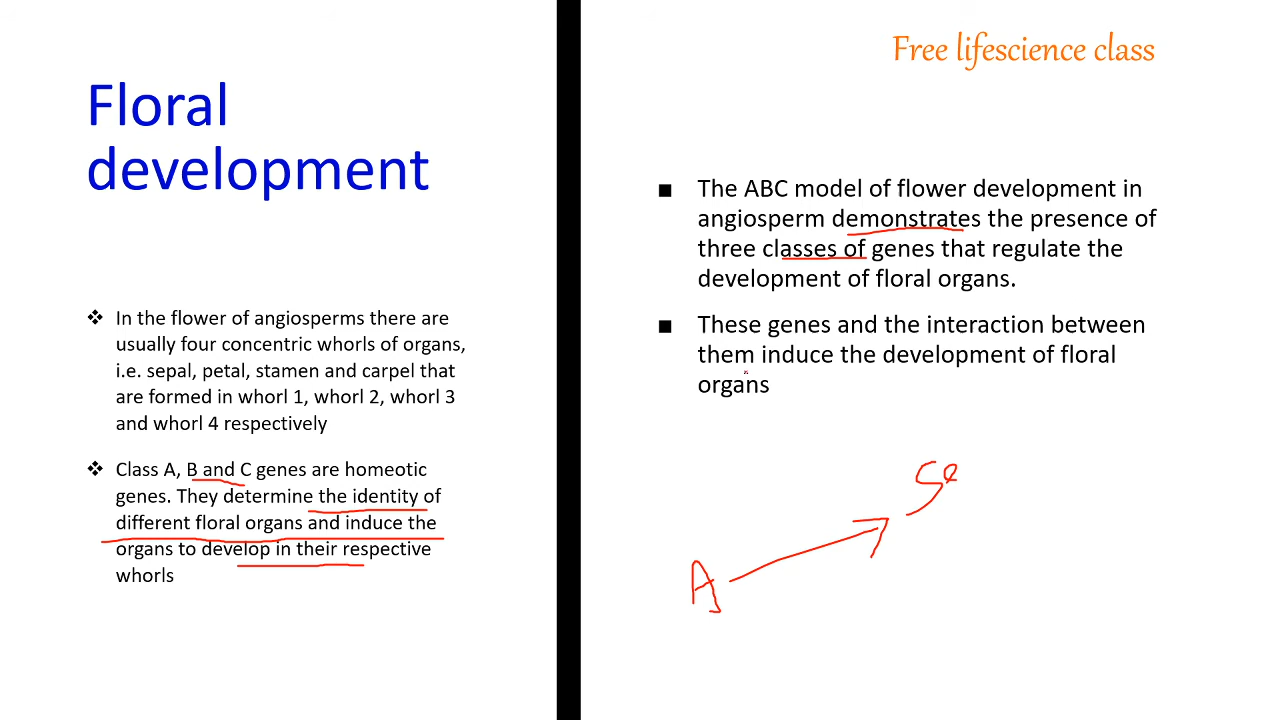 Free lifescience class
Floral
development
❖ In the flower of angiosperms there are
usually four concentric whorls of organs,
i.e. sepal, petal, stamen and carpel that
are formed in whorl 1, whorl 2, whorl 3
and whorl 4 respectively
❖ Class A, B and C genes are homeotic
genes. They determine the identity of
different floral organs and induce the
organs to develop in their respective
whorls
■ The ABC model of flower development in
angiosperm demonstrates the presence of
three classes of genes that regulate the
development of floral organs.
■ These genes and the interaction between
them induce the development of floral
organs
Se
A